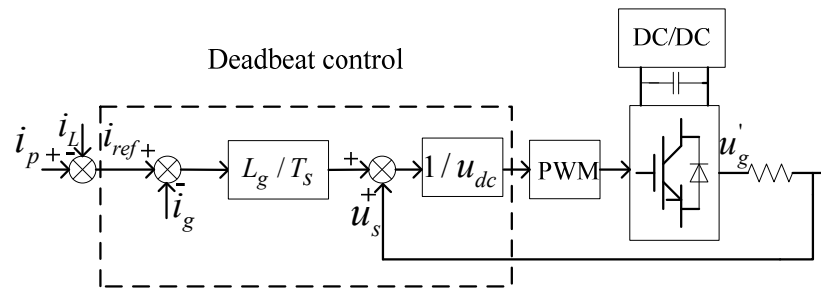 DC/DC
Deadbeat control
i_p + - i_L i_ref + - i_g L_g / T_s + + u_s 1/u_dc PWM u_g'